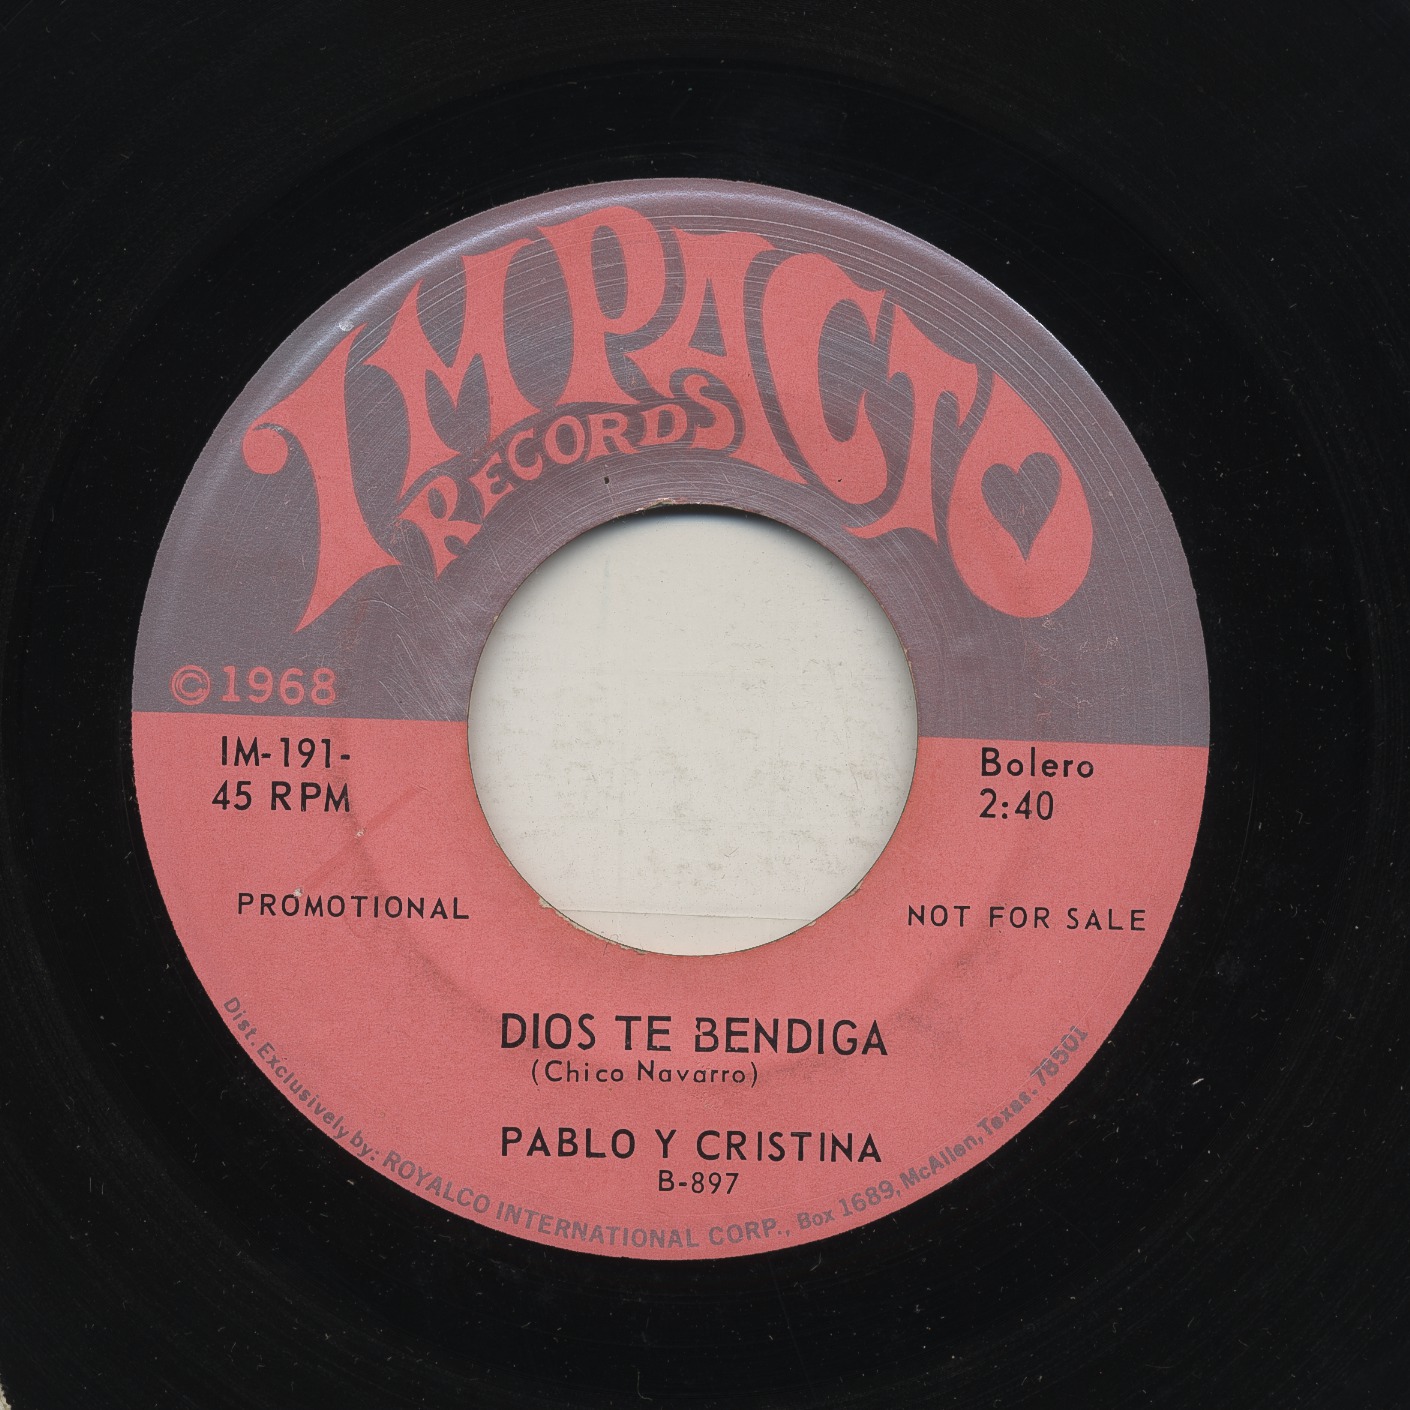 IMPACTO
RECORDS
©1968
IM-191-
45 RPM
Bolero
2:40
PROMOTIONAL
NOT FOR SALE
DIOS TE BENDIGA
(Chico Navarro)
PABLO Y CRISTINA
B-897
Dist. Exclusively by: ROYALCO INTERNATIONAL CORP., Box 1689, McAllen, Texas. 78501